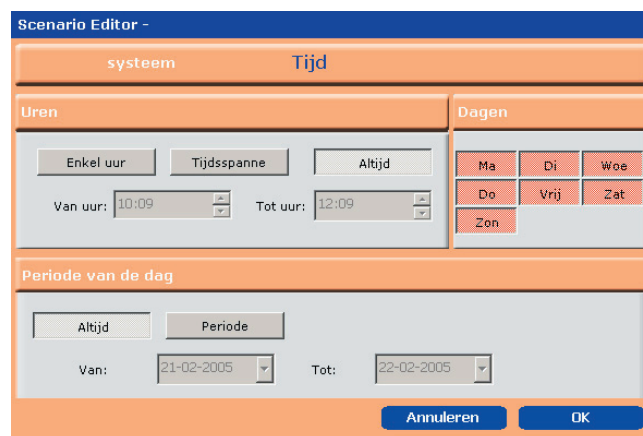 Scenario Editor -
systeem Tijd
Uren Dagen
Enkel uur Tijdsspanne Altijd
Ma Di Woe
Van uur: 10:09 Tot uur: 12:09
Do Vrij Zat
Zon
Periode van de dag
Altijd Periode
Van: 21-02-2005 Tot: 22-02-2005
Annuleren OK